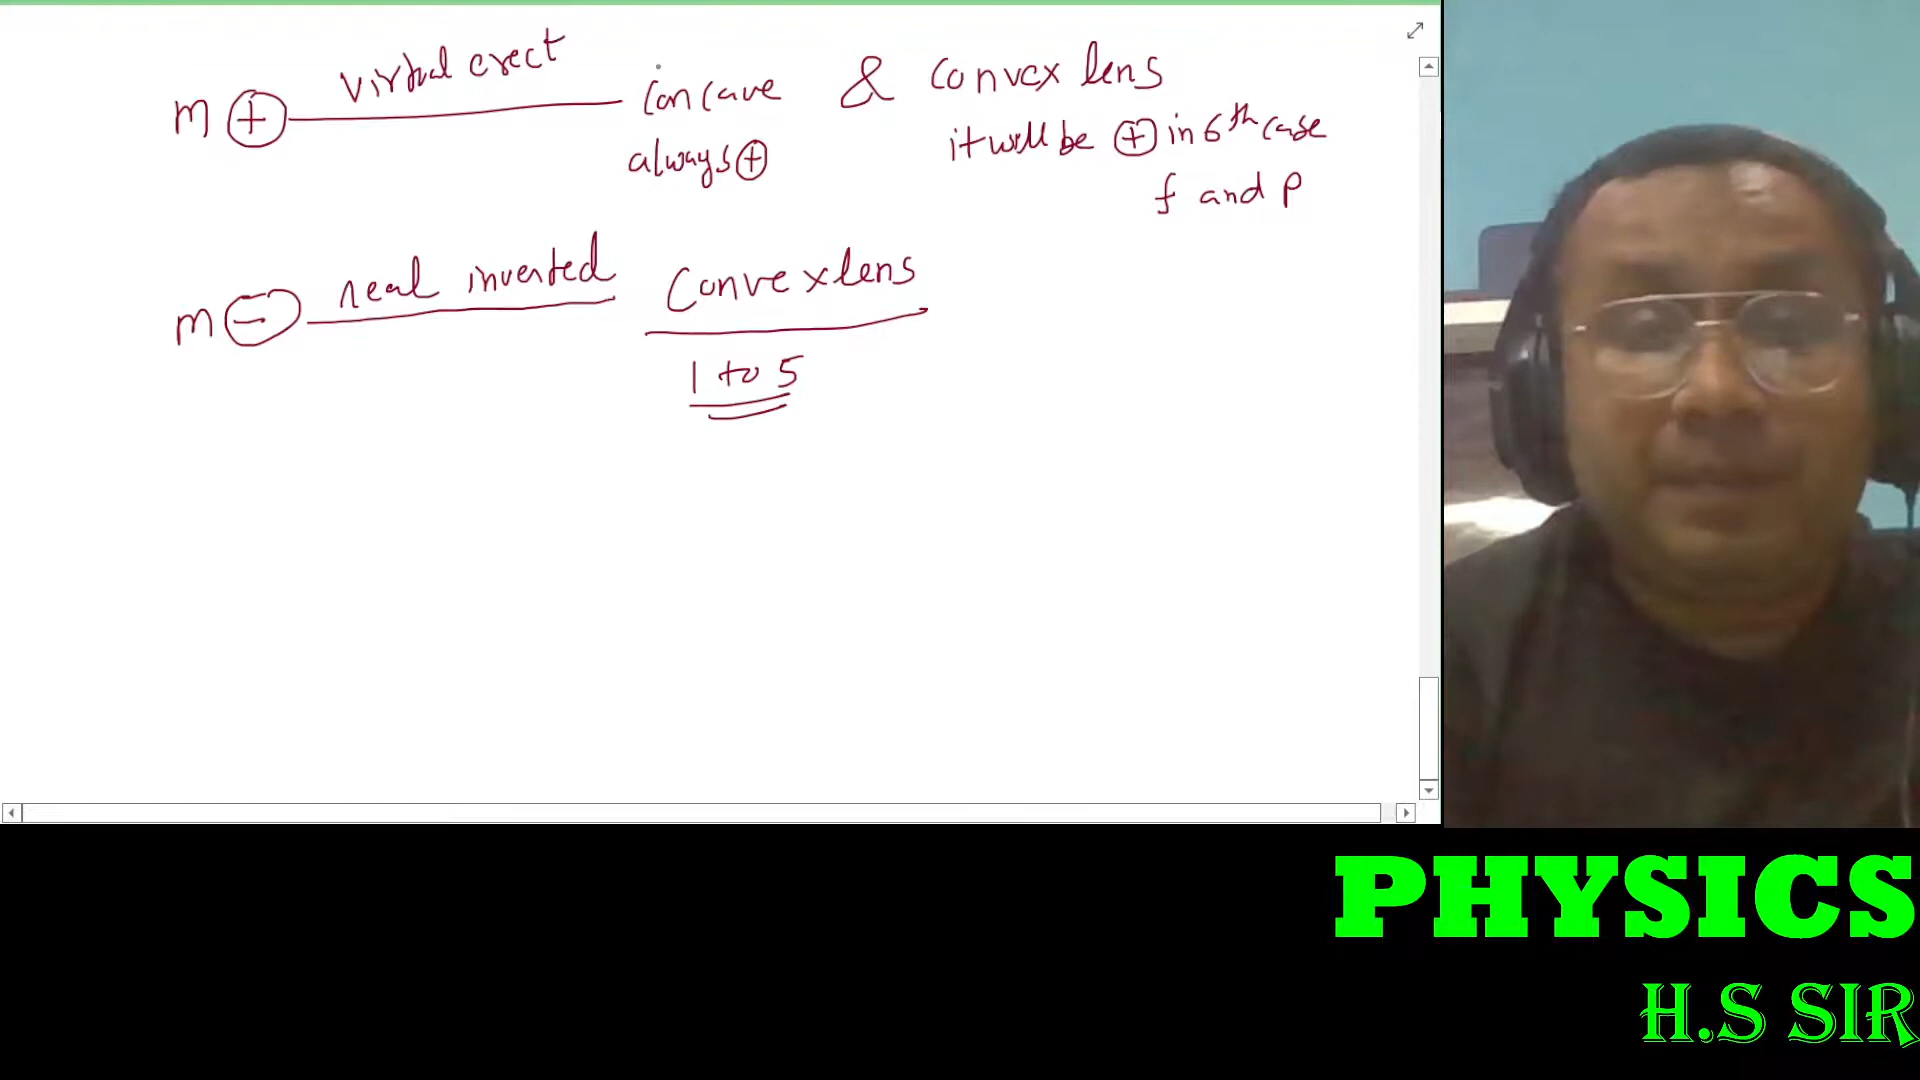 m ⊕ virtual erect concave & convex lens
always ⊕ it will be ⊕ in 6th case
f and P
m ⊖ real inverted Convex lens
1 to 5
PHYSICS
H.S SIR